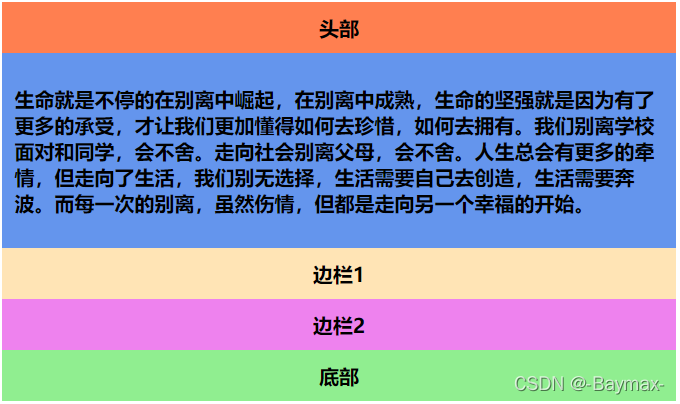 头部
生命就是不停的在别离中崛起，在别离中成熟，生命的坚强就是因为有了
更多的承受，才让我们更加懂得如何去珍惜，如何去拥有。我们别离学校
面对和同学，会不舍。走向社会别离父母，会不舍。人生总会有更多的牵
情，但走向了生活，我们别无选择，生活需要自己去创造，生活需要奔
波。而每一次的别离，虽然伤情，但都是走向另一个幸福的开始。
边栏1
边栏2
底部
CSDN @-Baymax-